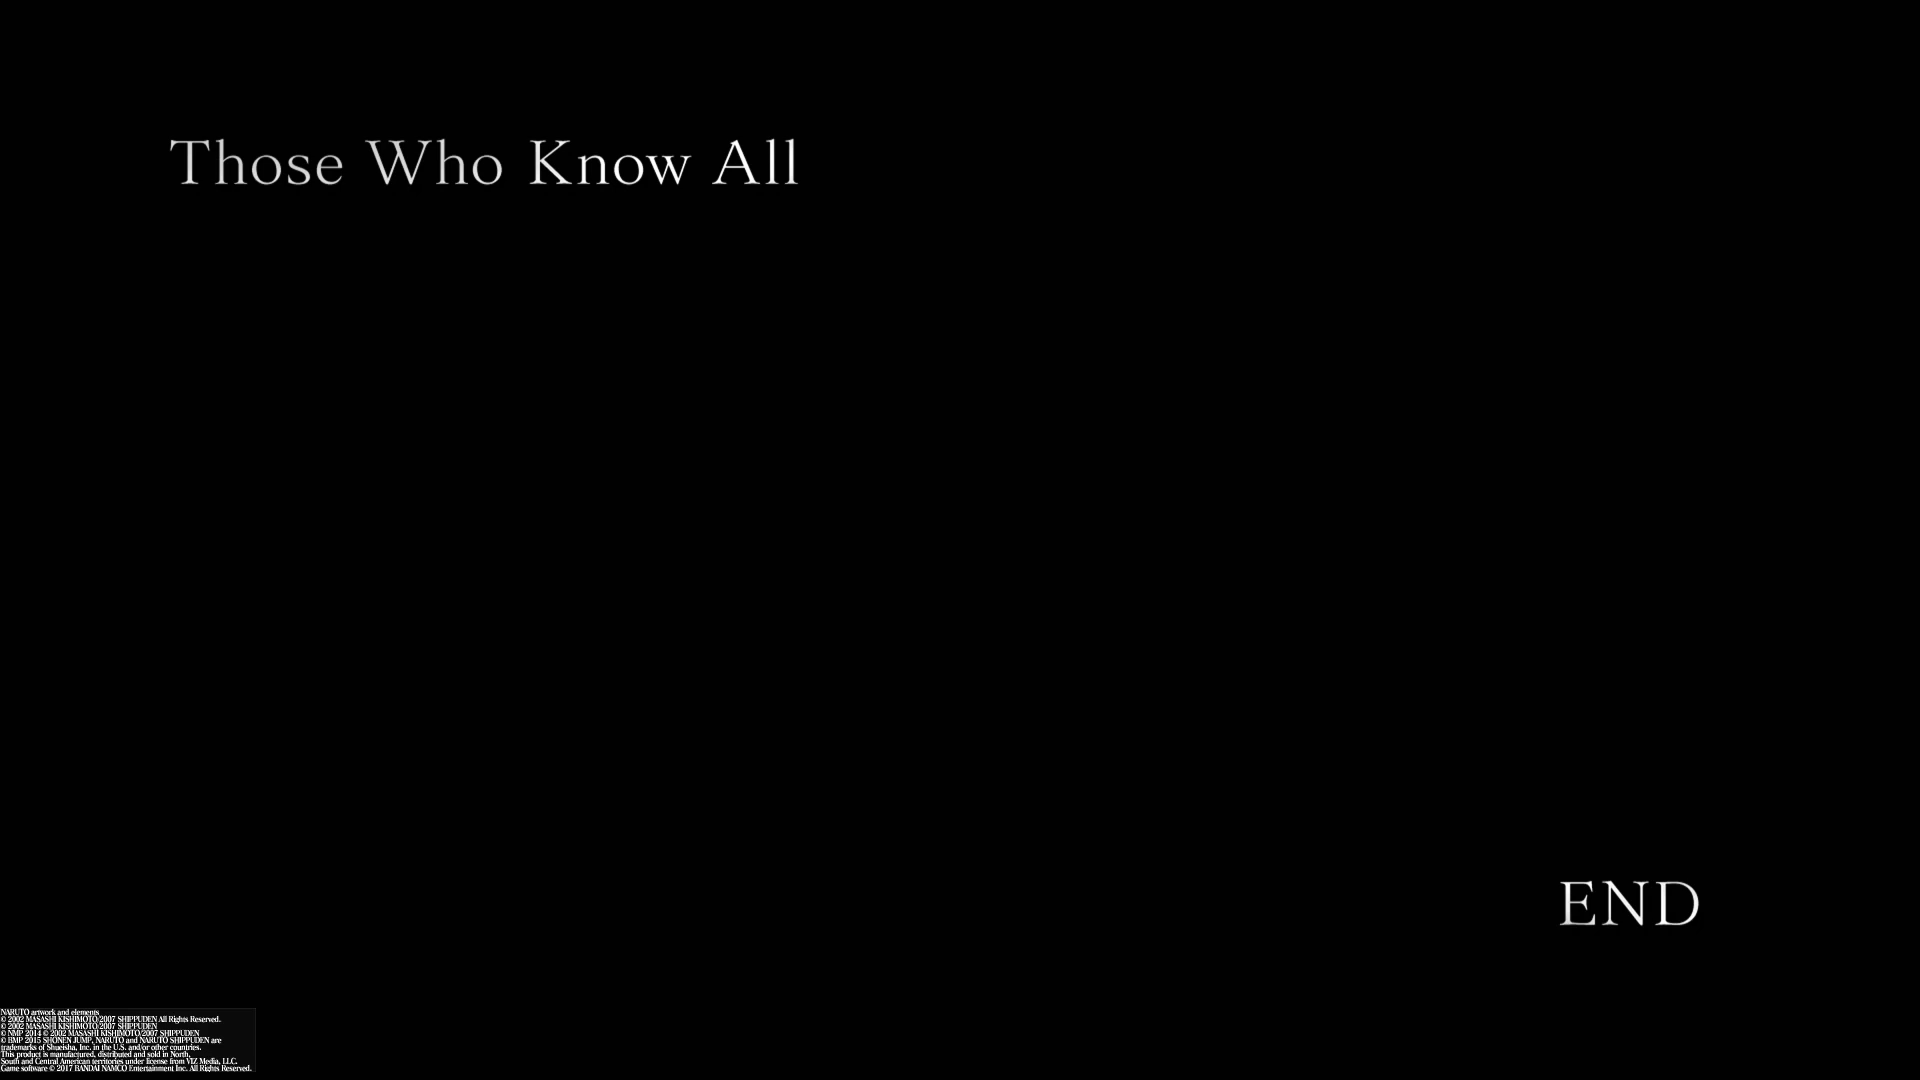 Those Who Know All
END
NARUTO artwork and elements
© 2002 MASASHI KISHIMOTO/2007 SHIPPUDEN All Rights Reserved.
© 2002 MASASHI KISHIMOTO/2007 SHIPPUDEN
© NMP 2014 © 2002 MASASHI KISHIMOTO/2007 SHIPPUDEN
© BMP 2015 SHONEN JUMP, NARUTO and NARUTO SHIPPUDEN are
trademarks of Shueisha, Inc. in the U.S. and/or other countries.
This product is manufactured, distributed and sold in North,
South and Central American territories under license from VIZ Media, LLC.
Game software © 2017 BANDAI NAMCO Entertainment Inc. All Rights Reserved.